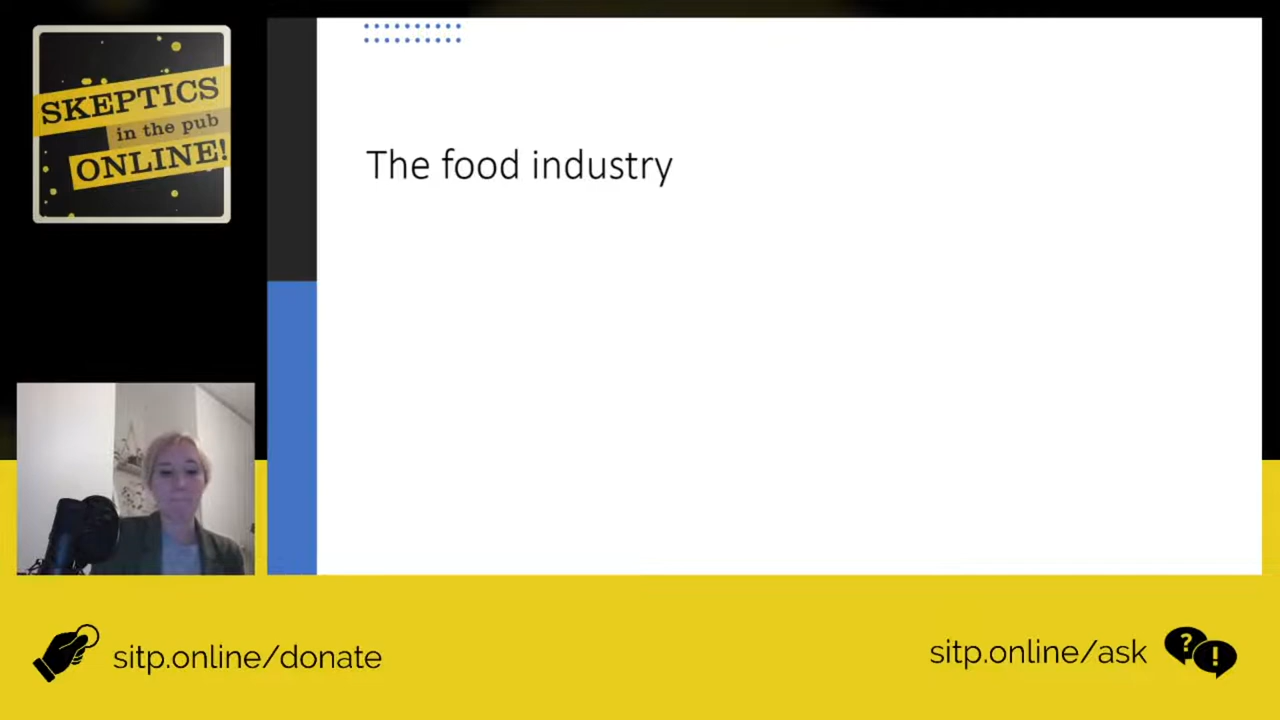 SKEPTICS
in the pub
ONLINE!
The food industry
sitp.online/donate
sitp.online/ask
? !